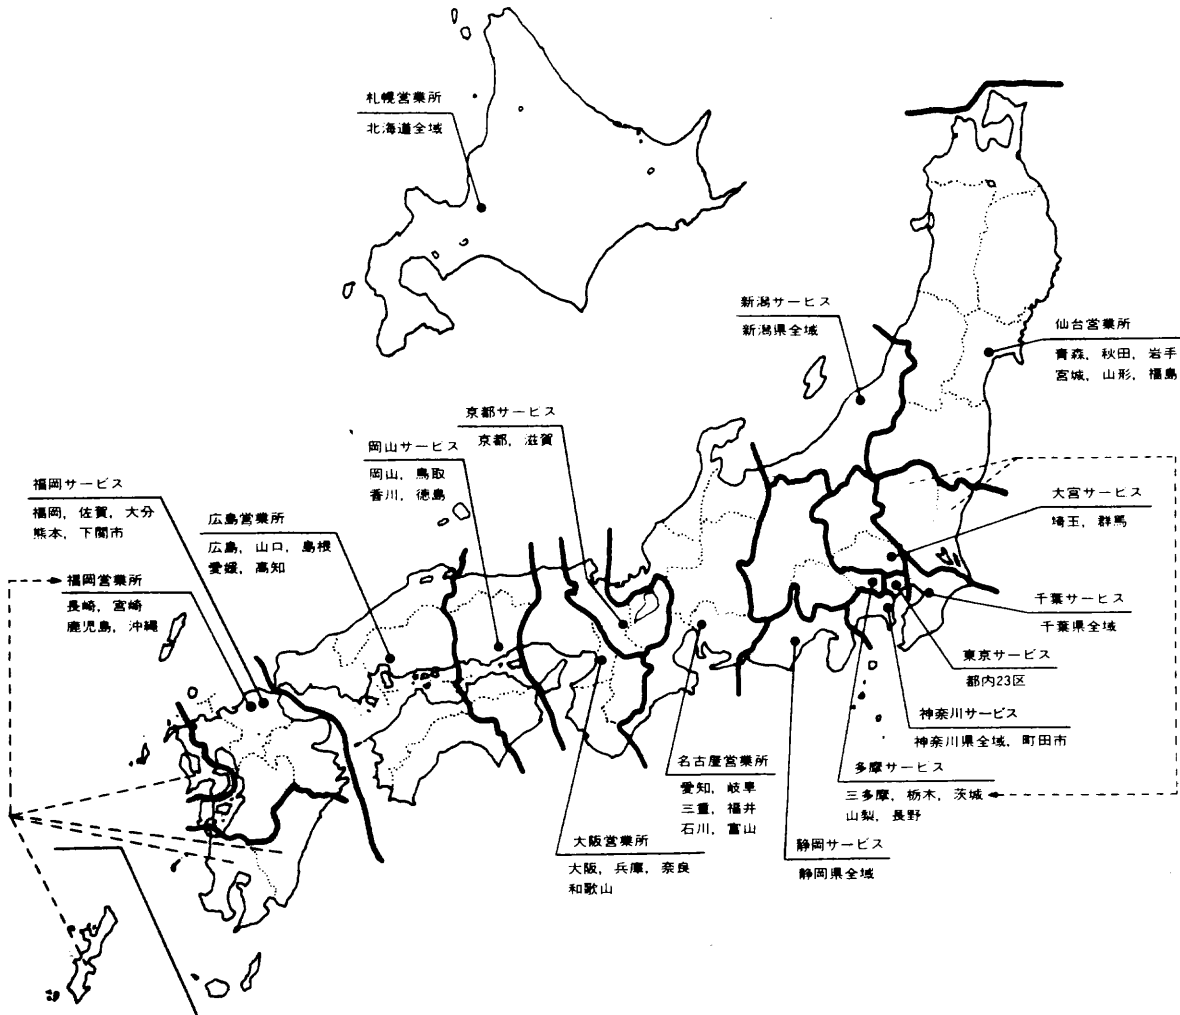 札幌営業所
北海道全域
新潟サービス
新潟県全域
仙台営業所
青森，秋田，岩手
宮城，山形，福島
京都サービス
京都，滋賀
岡山サービス
岡山，鳥取
香川，徳島
福岡サービス
福岡，佐賀，大分
熊本，下関市
広島営業所
広島，山口，島根
愛媛，高知
大宮サービス
埼玉，群馬
福岡営業所
長崎，宮崎
鹿児島，沖縄
千葉サービス
千葉県全域
東京サービス
都内23区
神奈川サービス
神奈川県全域，町田市
名古屋営業所
愛知，岐阜
三重，福井
石川，富山
多摩サービス
三多摩，栃木，茨城
山梨，長野
大阪営業所
大阪，兵庫，奈良
和歌山
静岡サービス
静岡県全域